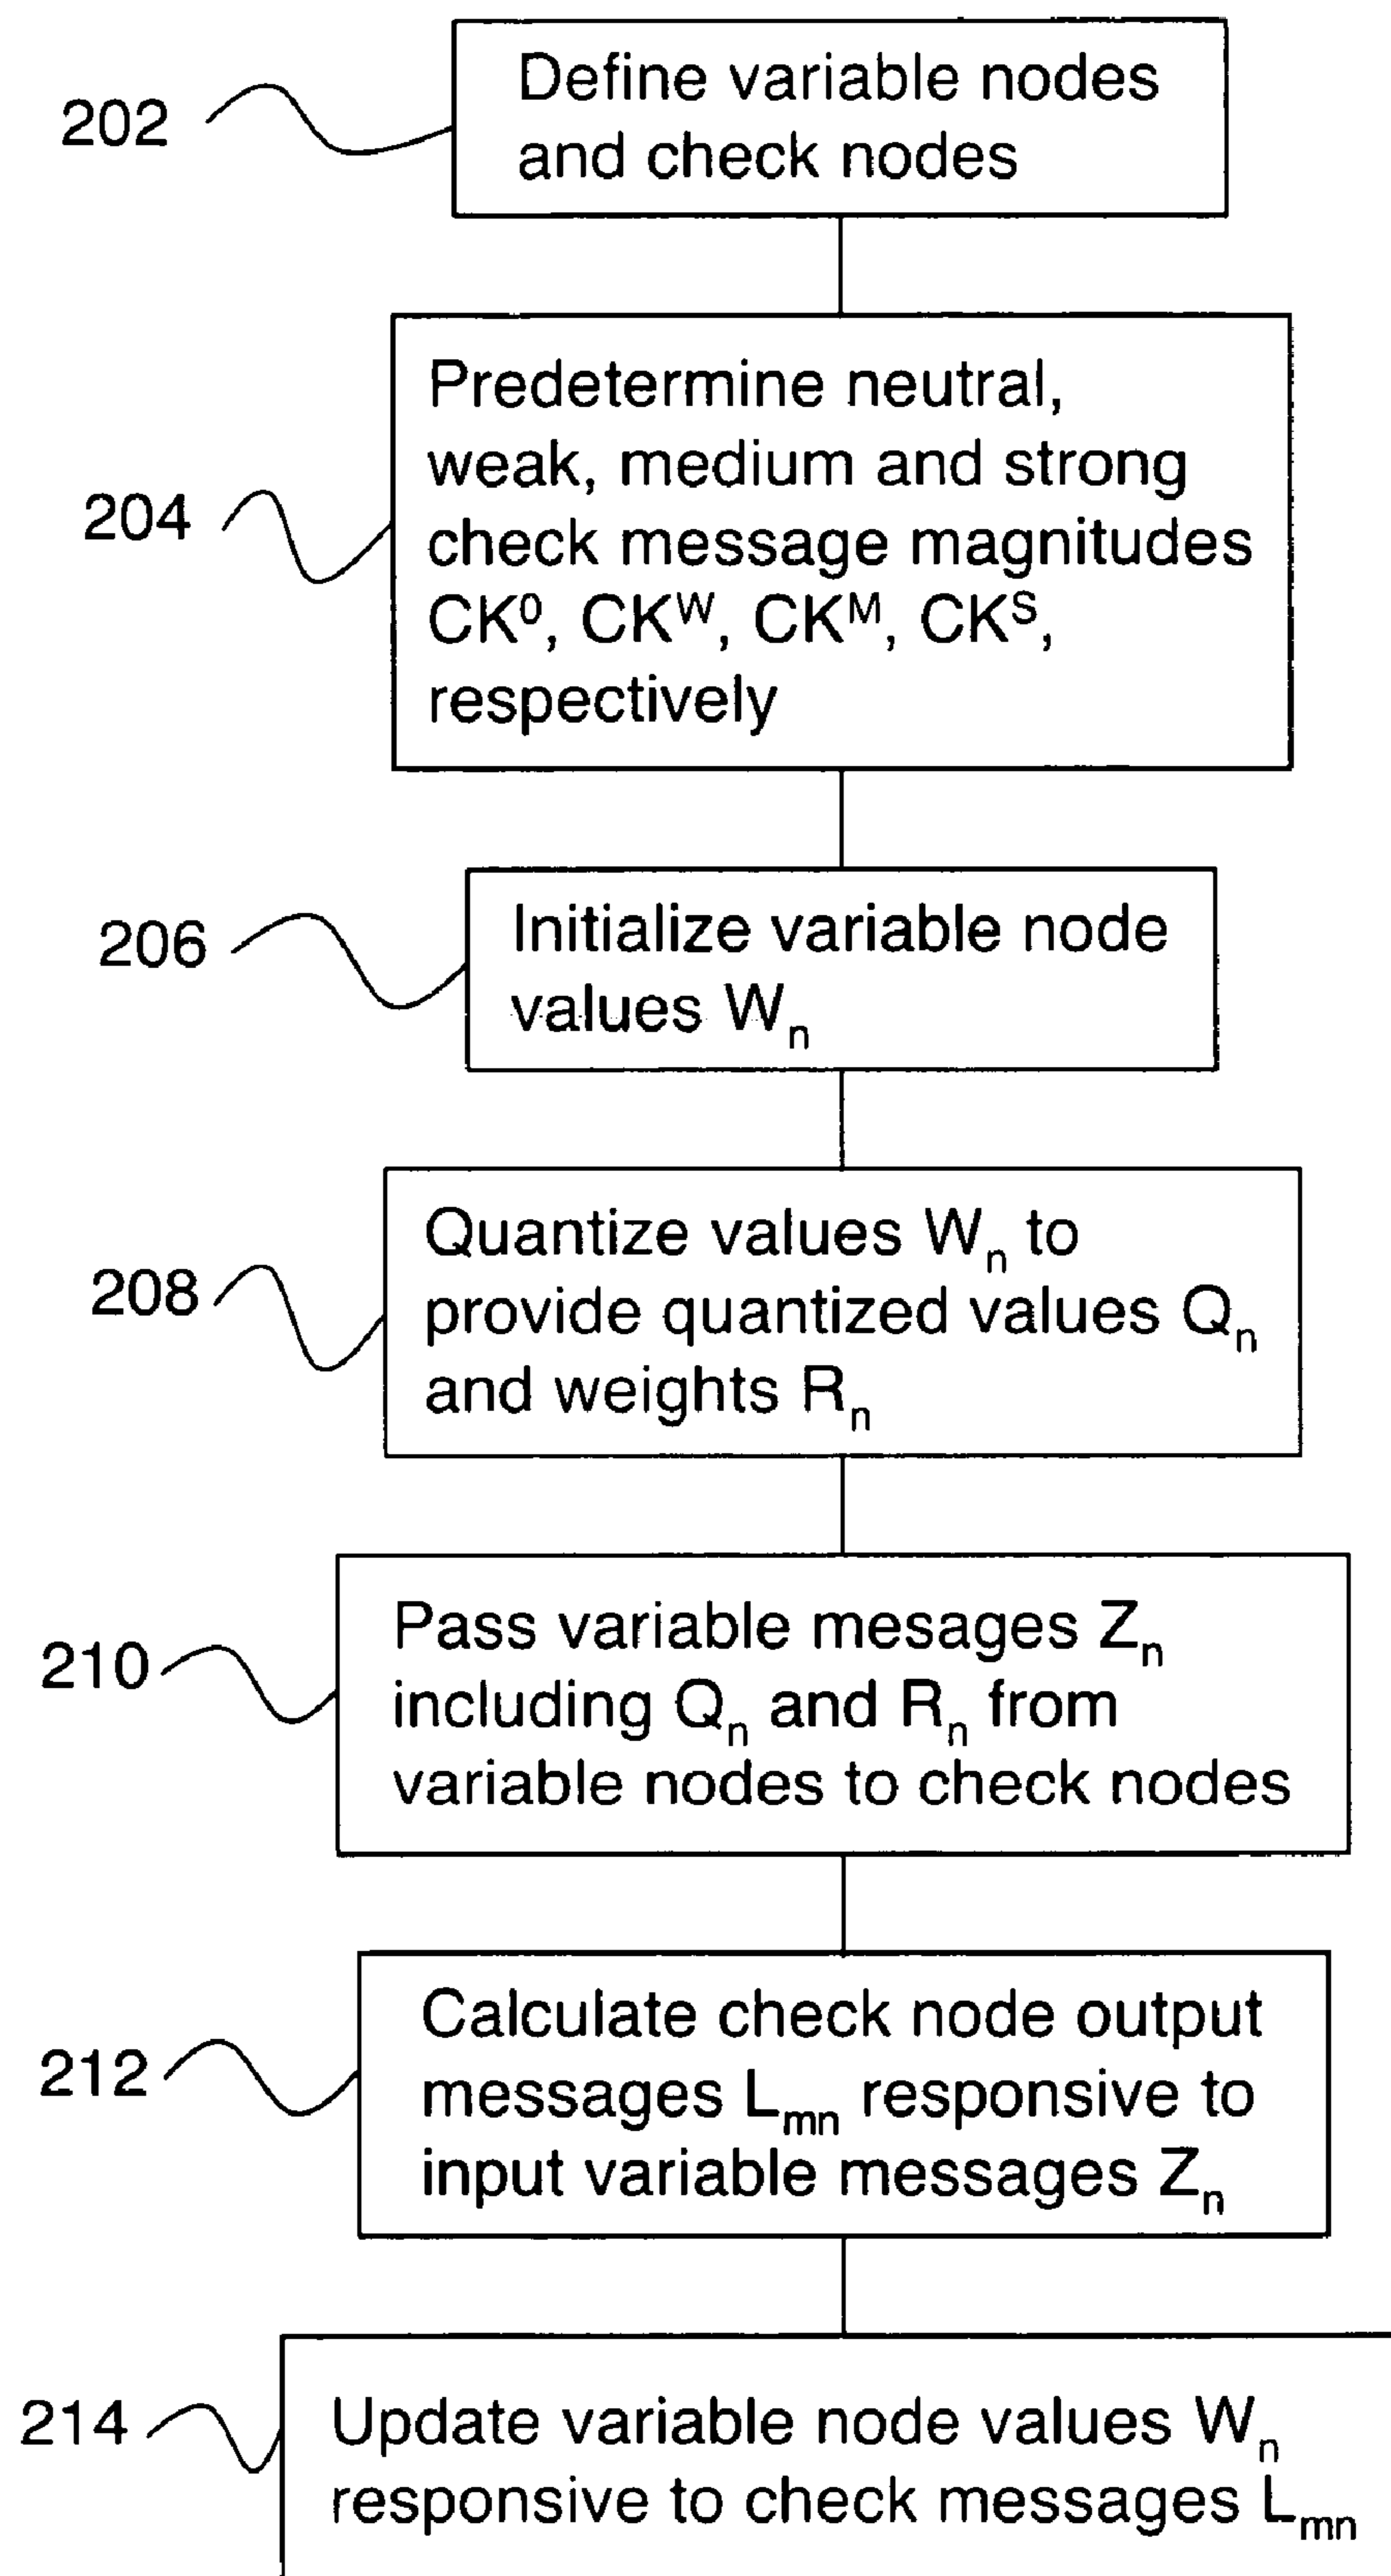 202
Define variable nodes
and check nodes
204
Predetermine neutral,
weak, medium and strong
check message magnitudes
CK⁰, CKᵂ, CKᴹ, CKˢ,
respectively
206
Initialize variable node
values Wₙ
208
Quantize values Wₙ to
provide quantized values Qₙ
and weights Rₙ
210
Pass variable mesages Zₙ
including Qₙ and Rₙ from
variable nodes to check nodes
212
Calculate check node output
messages Lₘₙ responsive to
input variable messages Zₙ
214
Update variable node values Wₙ
responsive to check messages Lₘₙ